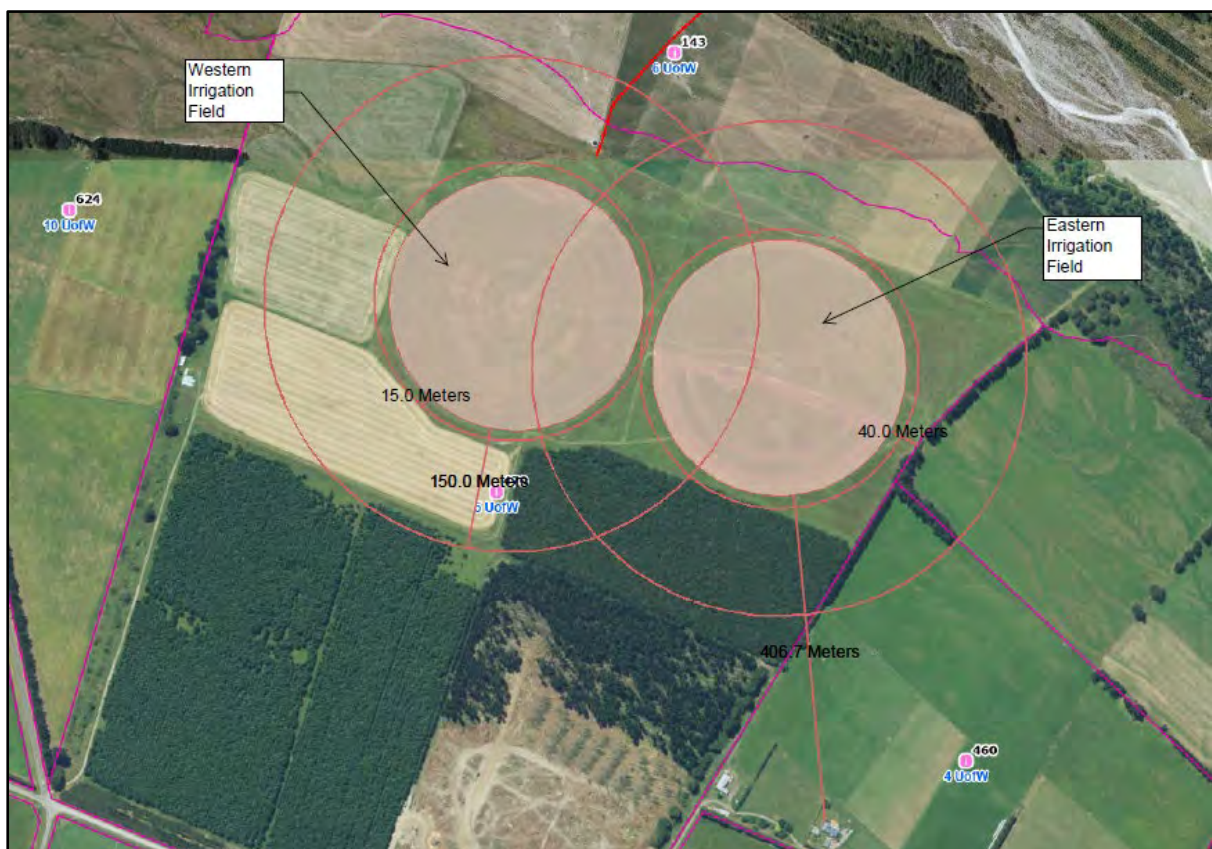 Western
Irrigation
Field
143
6 UofW
624
10 UofW
Eastern
Irrigation
Field
15.0 Meters
40.0 Meters
150.0 Meters
6 UofW
406.7 Meters
460
4 UofW